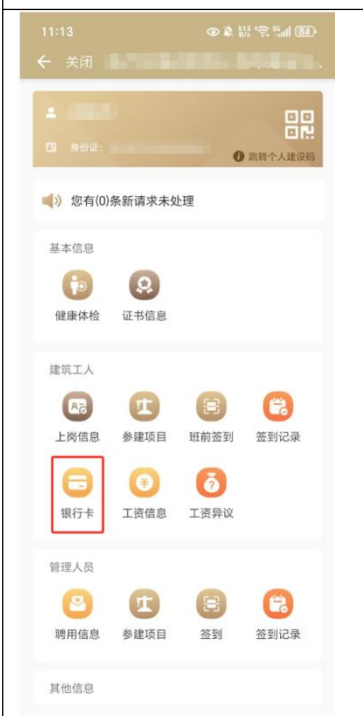 11:13
513 B/s 5G 84
← 关闭
身份证:
跳转个人建设码
您有(0)条新请求未处理
基本信息
健康体检 证书信息
建筑工人
上岗信息 参建项目 班前签到 签到记录
银行卡 工资信息 工资异议
管理人员
聘用信息 参建项目 签到 签到记录
其他信息